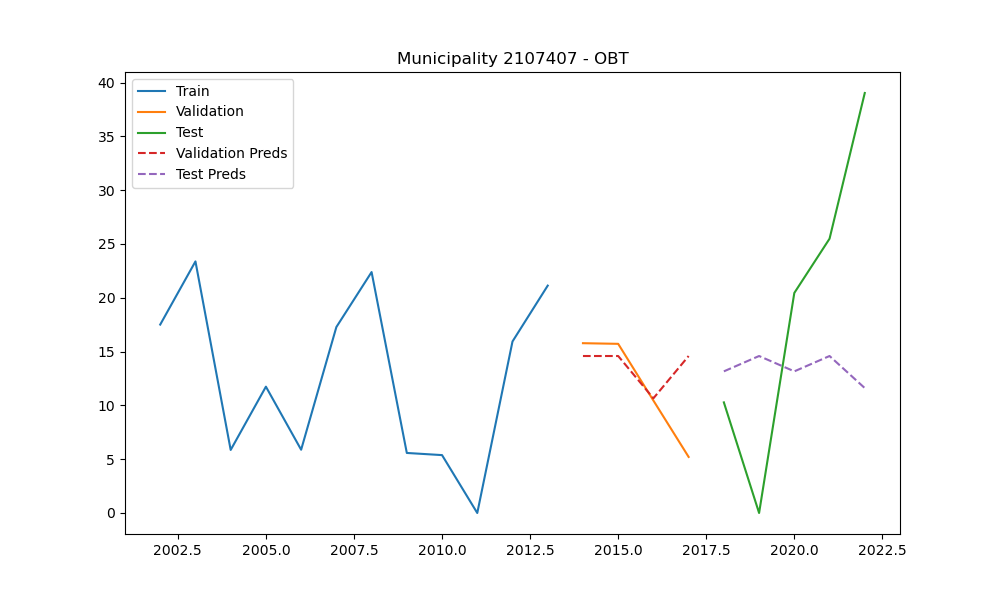 Municipality 2107407 - OBT
Train
Validation
Test
Validation Preds
Test Preds
40
35
30
25
20
15
10
5
0
2002.5 2005.0 2007.5 2010.0 2012.5 2015.0 2017.5 2020.0 2022.5